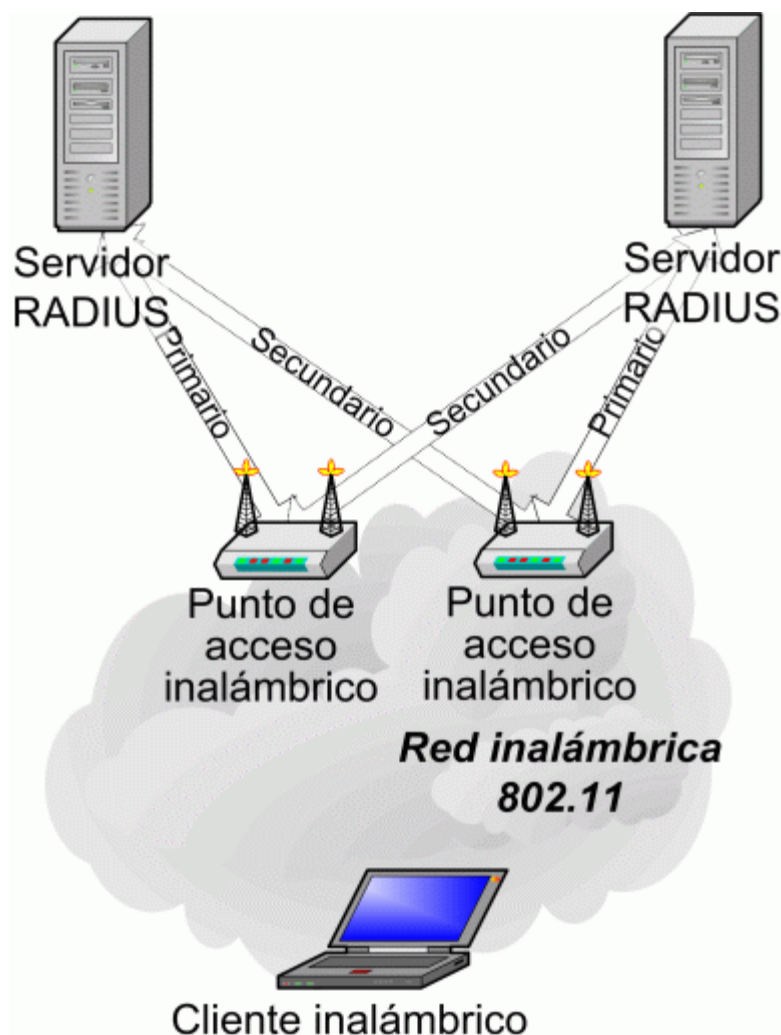 Servidor
RADIUS
Servidor
RADIUS
Primario
Secundario
Secundario
Primario
Punto de
acceso
inalámbrico
Punto de
acceso
inalámbrico
Red inalámbrica
802.11
Cliente inalámbrico